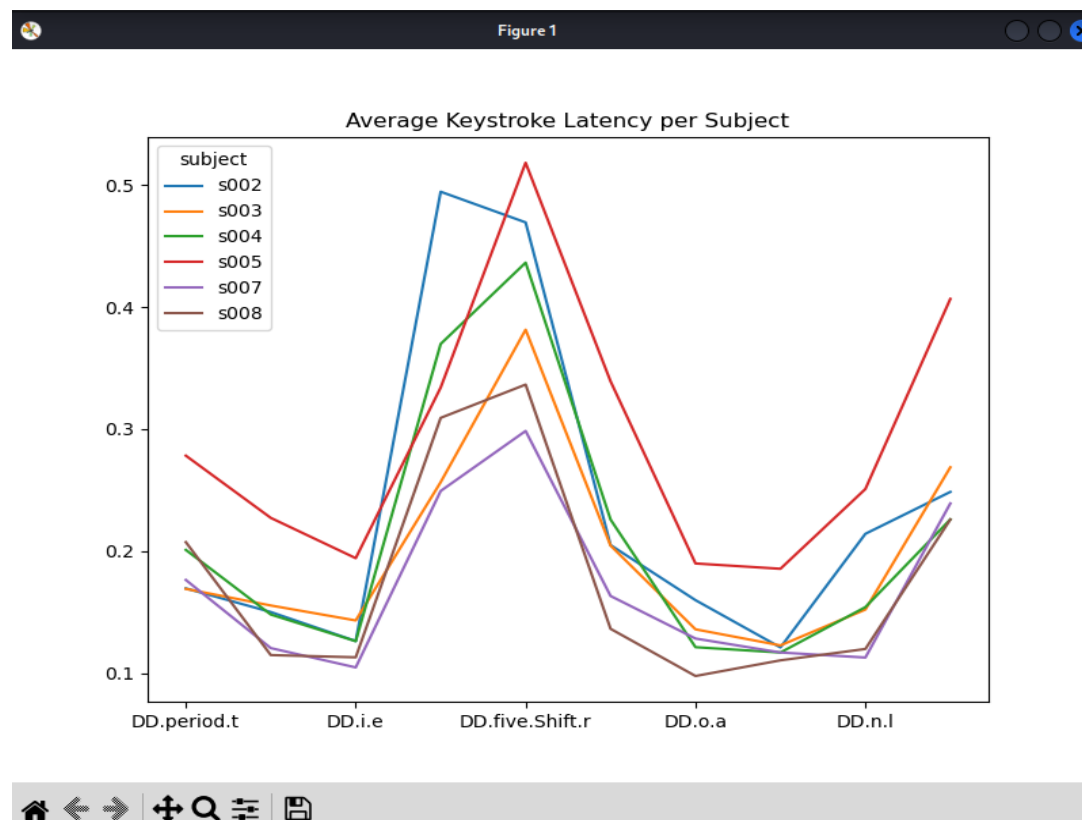 Figure 1
Average Keystroke Latency per Subject
subject
s002
s003
s004
s005
s007
s008
0.5
0.4
0.3
0.2
0.1
DD.period.t DD.i.e DD.five.Shift.r DD.o.a DD.n.l